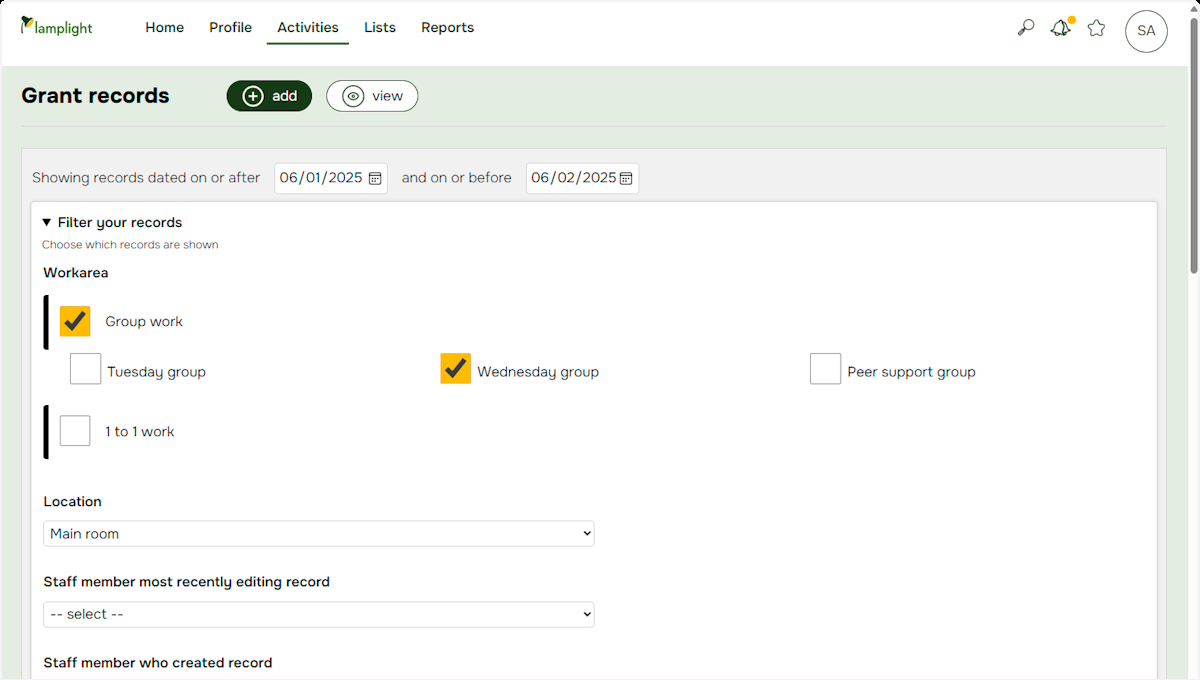 lamplight Home Profile Activities Lists Reports SA
Grant records add view
Showing records dated on or after 06/01/2025 and on or before 06/02/2025
▼ Filter your records
Choose which records are shown
Workarea
Group work
Tuesday group Wednesday group Peer support group
1 to 1 work
Location
Main room
Staff member most recently editing record
-- select --
Staff member who created record